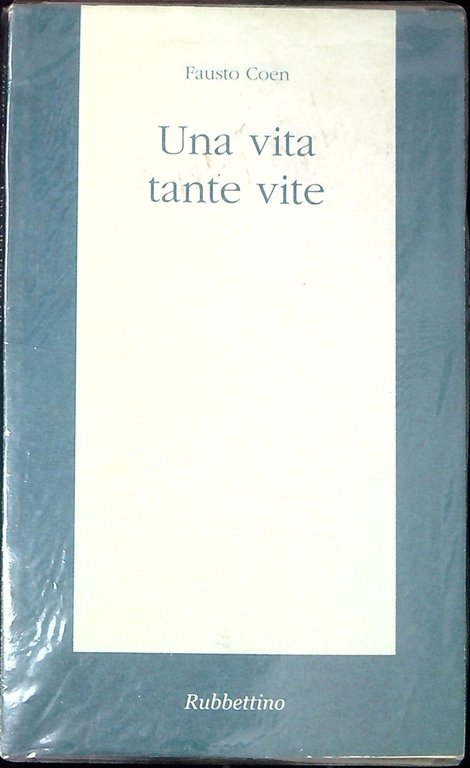 Fausto Coen
Una vita
tante vite
Rubbettino